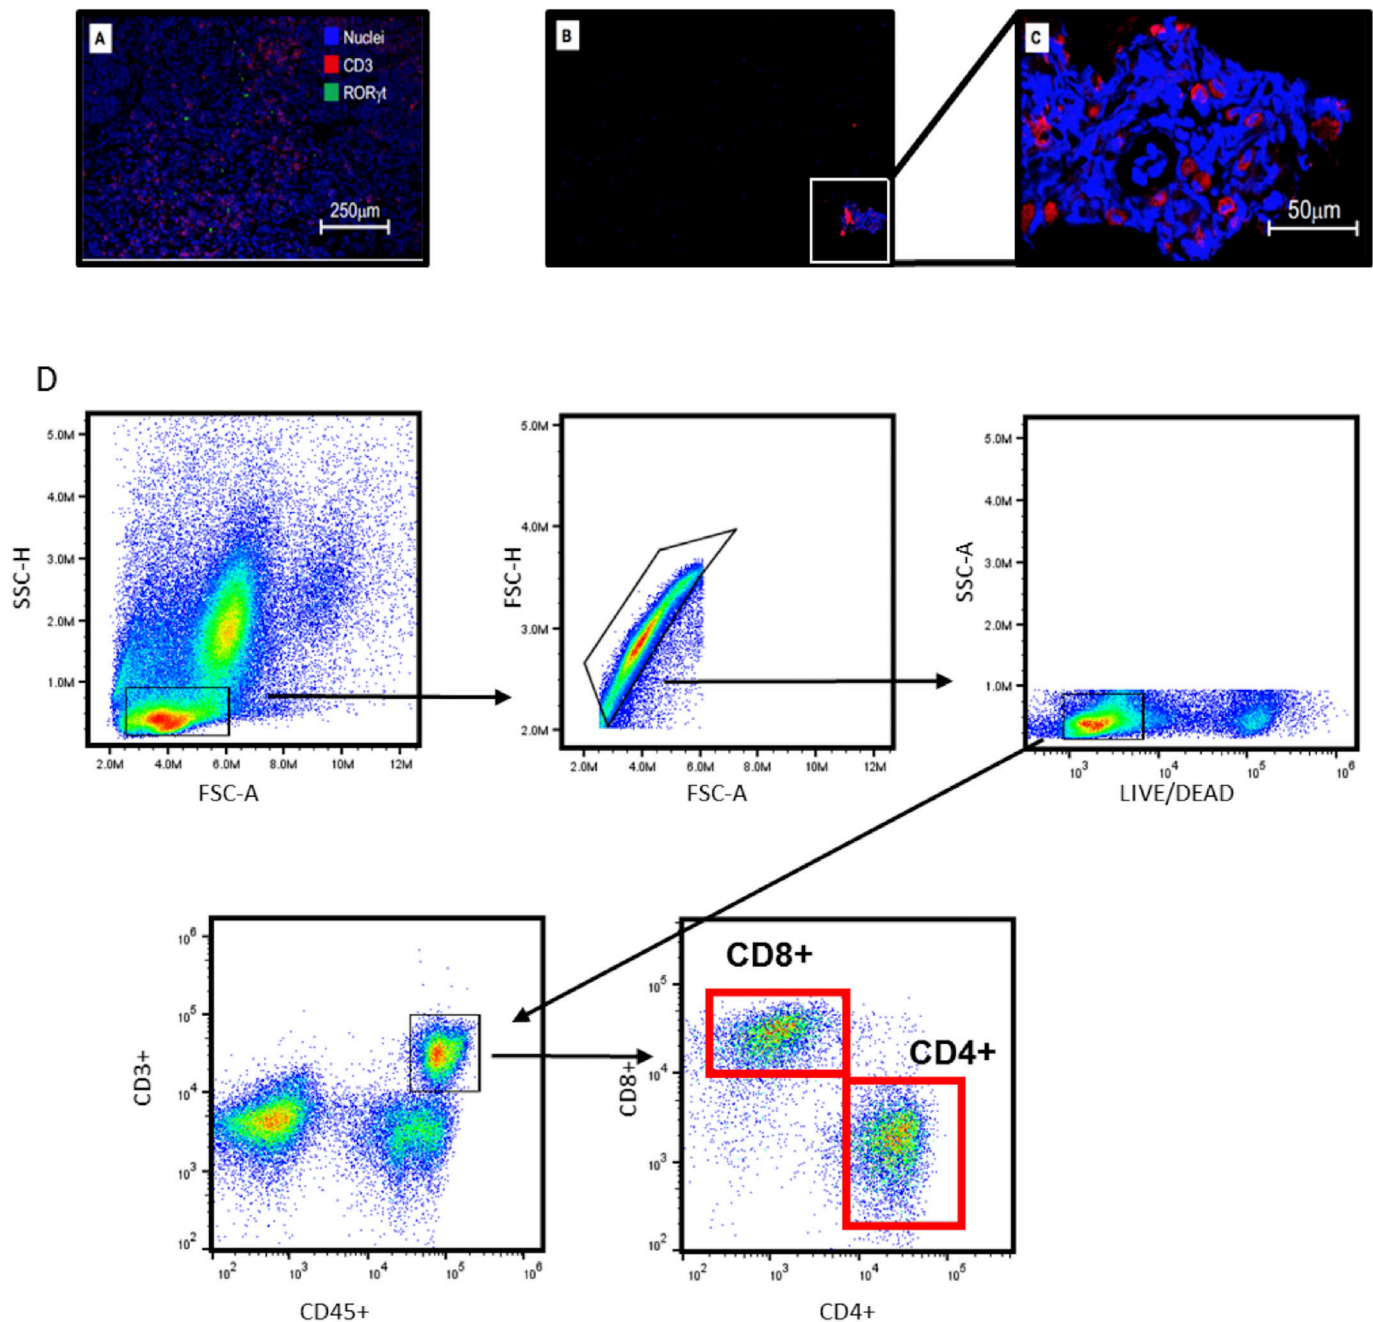 A
Nuclei
CD3
RORγt
250μm
B
C
50μm
D
SSC-H
5.0M
4.0M
3.0M
2.0M
1.0M
2.0M 4.0M 6.0M 8.0M 10M 12M
FSC-A
FSC-H
5.0M
4.0M
3.0M
2.0M
2.0M 4.0M 6.0M 8.0M 10M 12M
FSC-A
SSC-A
5.0M
4.0M
3.0M
2.0M
1.0M
10³ 10⁴ 10⁵ 10⁶
LIVE/DEAD
CD3+
10⁶
10⁵
10⁴
10³
10²
10² 10³ 10⁴ 10⁵ 10⁶
CD45+
CD8+
CD4+
CD8+
10⁵
10⁴
10³
10²
10² 10³ 10⁴ 10⁵
CD4+